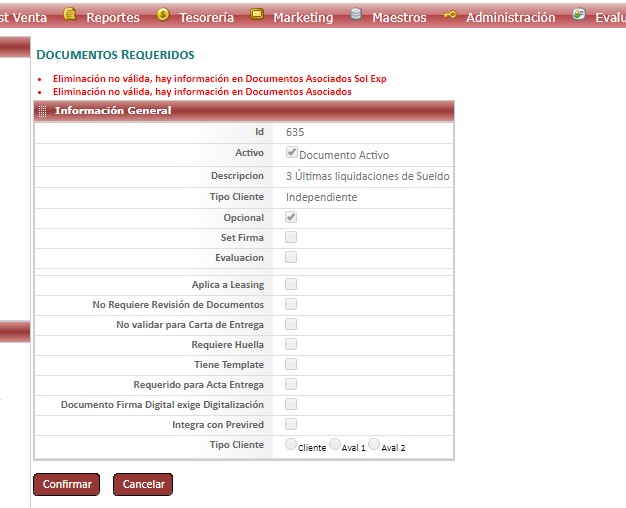 st Venta Reportes Tesorería Marketing Maestros Administración Evalu
DOCUMENTOS REQUERIDOS
• Eliminación no válida, hay información en Documentos Asociados Sol Exp
• Eliminación no válida, hay información en Documentos Asociados
Información General
Id 635
Activo Documento Activo
Descripcion 3 Últimas liquidaciones de Sueldo
Tipo Cliente Independiente
Opcional
Set Firma
Evaluacion
Aplica a Leasing
No Requiere Revisión de Documentos
No validar para Carta de Entrega
Requiere Huella
Tiene Template
Requerido para Acta Entrega
Documento Firma Digital exige Digitalización
Integra con Previred
Tipo Cliente Cliente Aval 1 Aval 2
Confirmar Cancelar